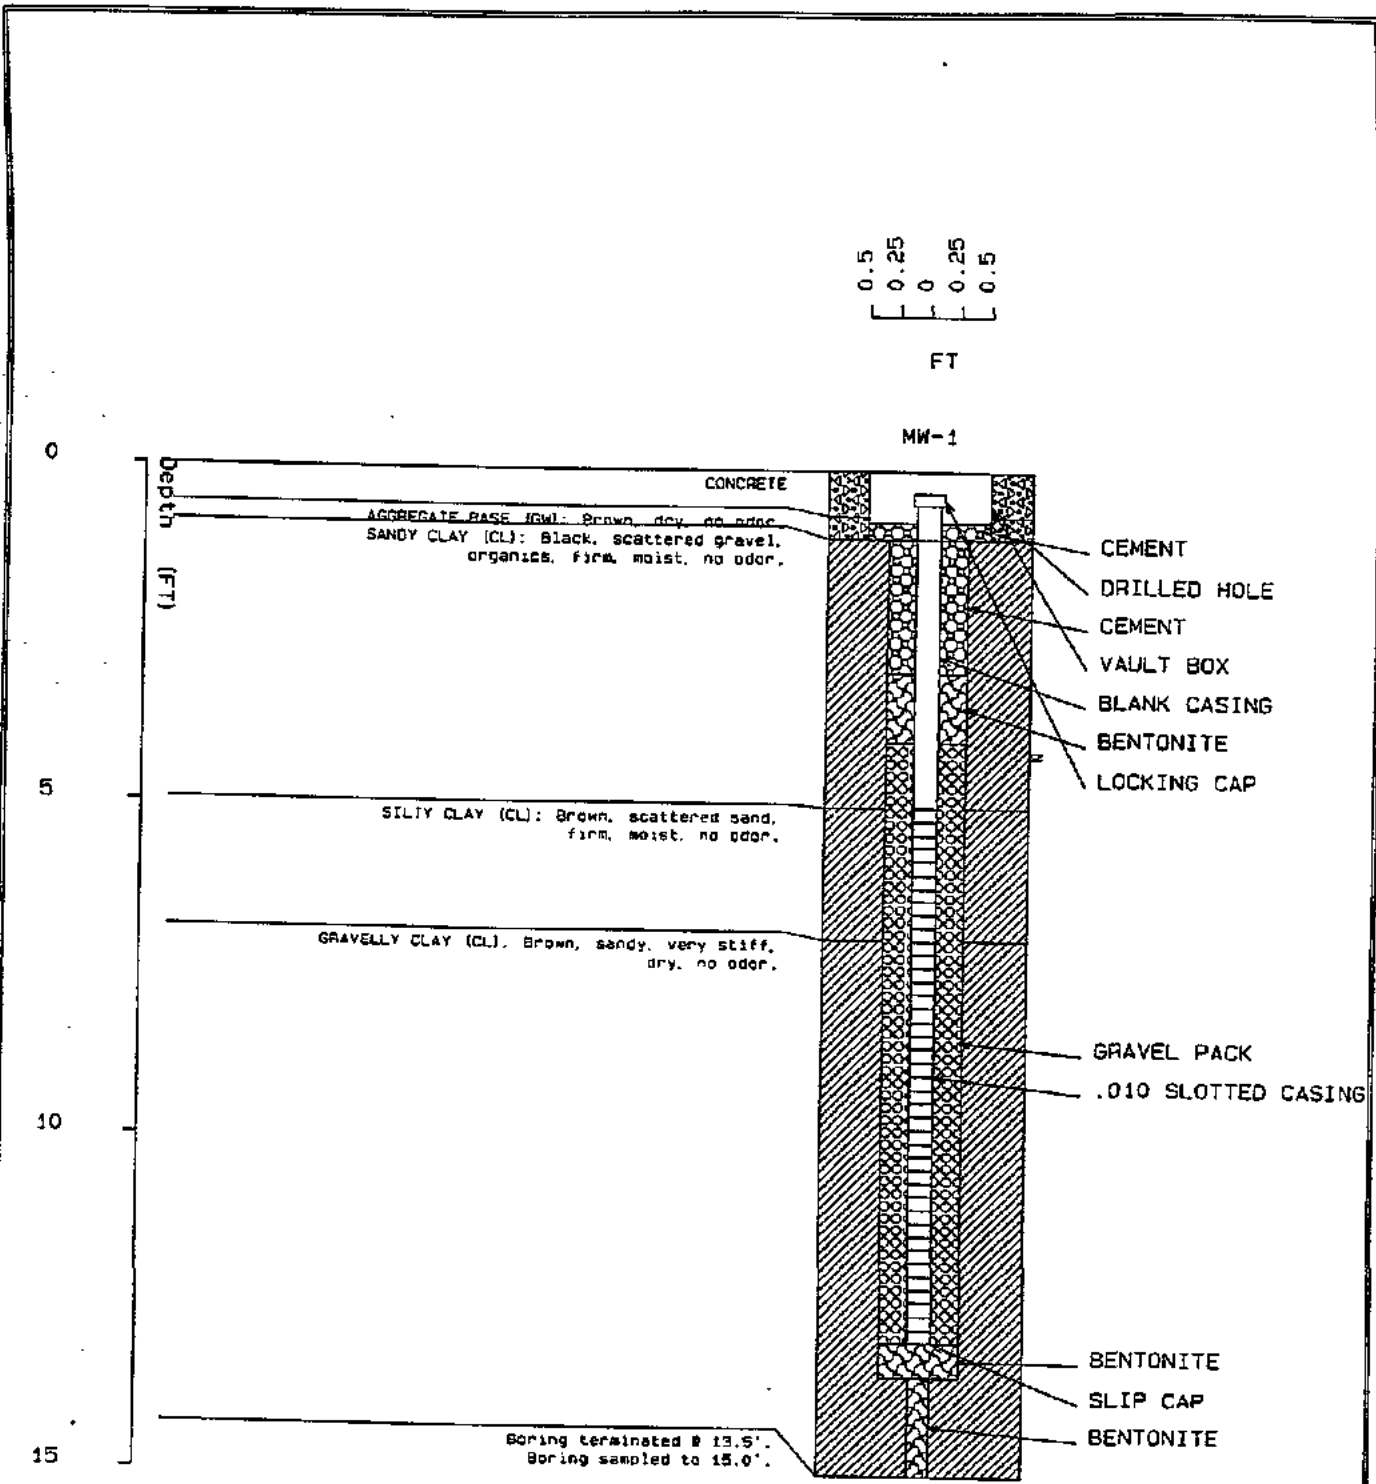 0.5
0.25
0
0.25
0.5
FT
MW-1
0
Depth (FT)
CONCRETE
AGGREGATE BASE (GW): Brown, dry, no odor.
SANDY CLAY (CL): Black, scattered gravel,
organics, firm, moist, no odor.
CEMENT
DRILLED HOLE
CEMENT
VAULT BOX
BLANK CASING
BENTONITE
LOCKING CAP
5
SILTY CLAY (CL): Brown, scattered sand,
firm, moist, no odor.
GRAVELLY CLAY (CL), Brown, sandy, very stiff,
dry, no odor.
GRAVEL PACK
.010 SLOTTED CASING
10
BENTONITE
SLIP CAP
BENTONITE
Boring terminated @ 13.5'.
Boring sampled to 15.0'.
15